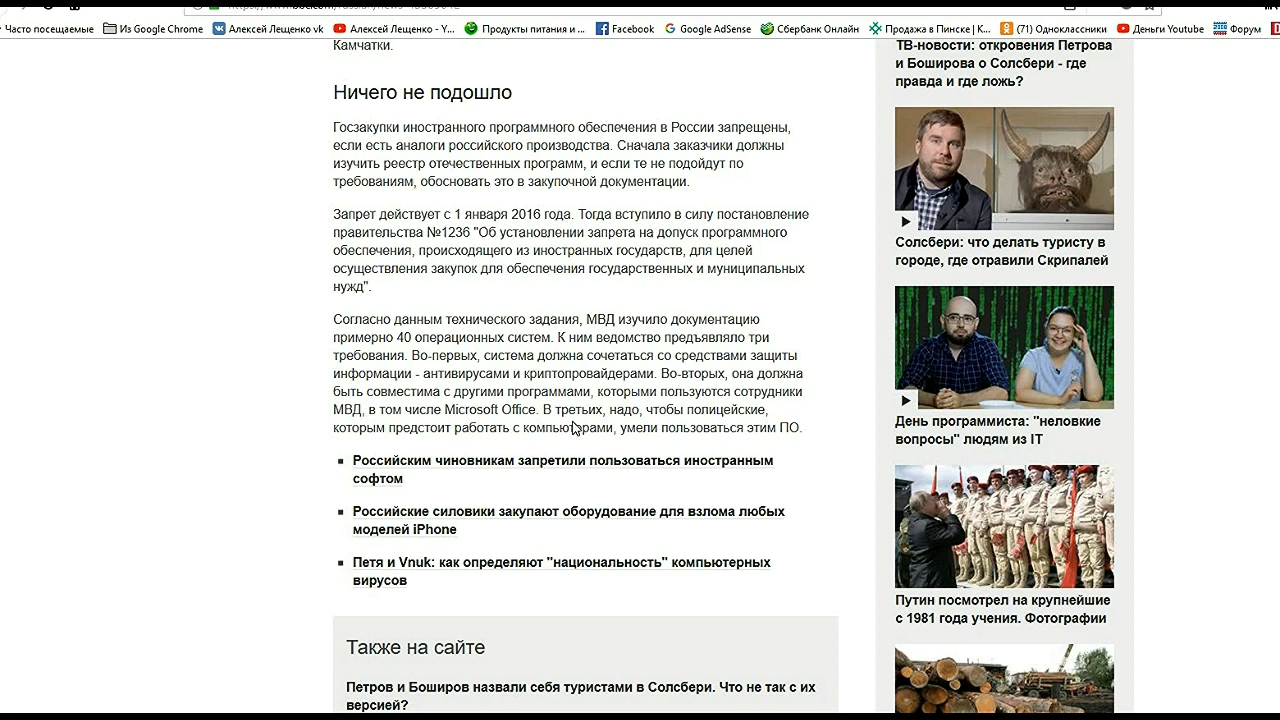 Часто посещаемые
Из Google Chrome
Алексей Лещенко vk
Алексей Лещенко - Y...
Продукты питания и ...
Facebook
Google AdSense
Сбербанк Онлайн
Продажа в Пинске | К...
(71) Одноклассники
Деньги Youtube
Форум
Камчатки.
Ничего не подошло
Госзакупки иностранного программного обеспечения в России запрещены,
если есть аналоги российского производства. Сначала заказчики должны
изучить реестр отечественных программ, и если те не подойдут по
требованиям, обосновать это в закупочной документации.
Запрет действует с 1 января 2016 года. Тогда вступило в силу постановление
правительства №1236 "Об установлении запрета на допуск программного
обеспечения, происходящего из иностранных государств, для целей
осуществления закупок для обеспечения государственных и муниципальных
нужд".
Согласно данным технического задания, МВД изучило документацию
примерно 40 операционных систем. К ним ведомство предъявляло три
требования. Во-первых, система должна сочетаться со средствами защиты
информации - антивирусами и криптопровайдерами. Во-вторых, она должна
быть совместима с другими программами, которыми пользуются сотрудники
МВД, в том числе Microsoft Office. В третьих, надо, чтобы полицейские,
которым предстоит работать с компьютерами, умели пользоваться этим ПО.
Российским чиновникам запретили пользоваться иностранным
софтом
Российские силовики закупают оборудование для взлома любых
моделей iPhone
Петя и Vnuk: как определяют "национальность" компьютерных
вирусов
Также на сайте
Петров и Боширов назвали себя туристами в Солсбери. Что не так с их
версией?
ТВ-новости: откровения Петрова
и Боширова о Солсбери - где
правда и где ложь?
Солсбери: что делать туристу в
городе, где отравили Скрипалей
День программиста: "неловкие
вопросы" людям из IT
Путин посмотрел на крупнейшие
с 1981 года учения. Фотографии